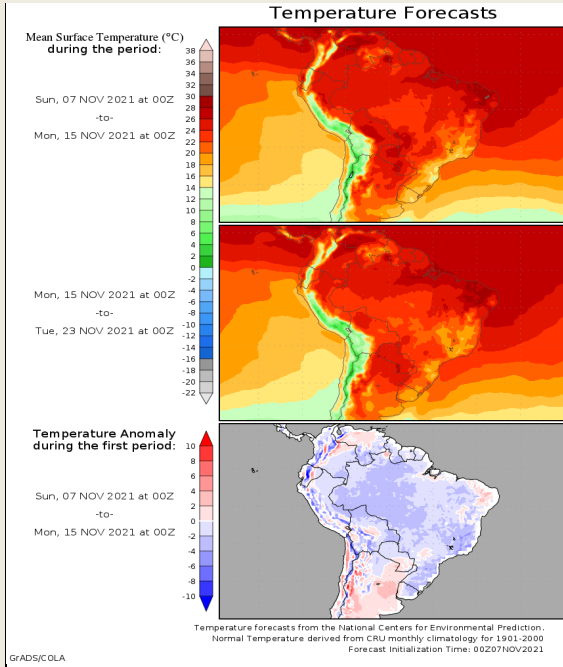 Temperature Forecasts
Mean Surface Temperature (°C)
during the period:
Sun, 07 NOV 2021 at 00Z
-to-
Mon, 15 NOV 2021 at 00Z
38
36
34
32
30
28
26
24
22
20
18
16
14
12
10
8
6
4
2
0
-2
-4
-6
-8
-10
-12
-14
-16
-18
-20
-22
Mon, 15 NOV 2021 at 00Z
-to-
Tue, 23 NOV 2021 at 00Z
Temperature Anomaly
during the first period:
Sun, 07 NOV 2021 at 00Z
-to-
Mon, 15 NOV 2021 at 00Z
10
8
6
4
2
0
-2
-4
-6
-8
-10
Temperature forecasts from the National Centers for Environmental Prediction.
Normal Temperature derived from CRU monthly climatology for 1901-2000
Forecast Initialization Time: 00Z07NOV2021
GrADS/COLA